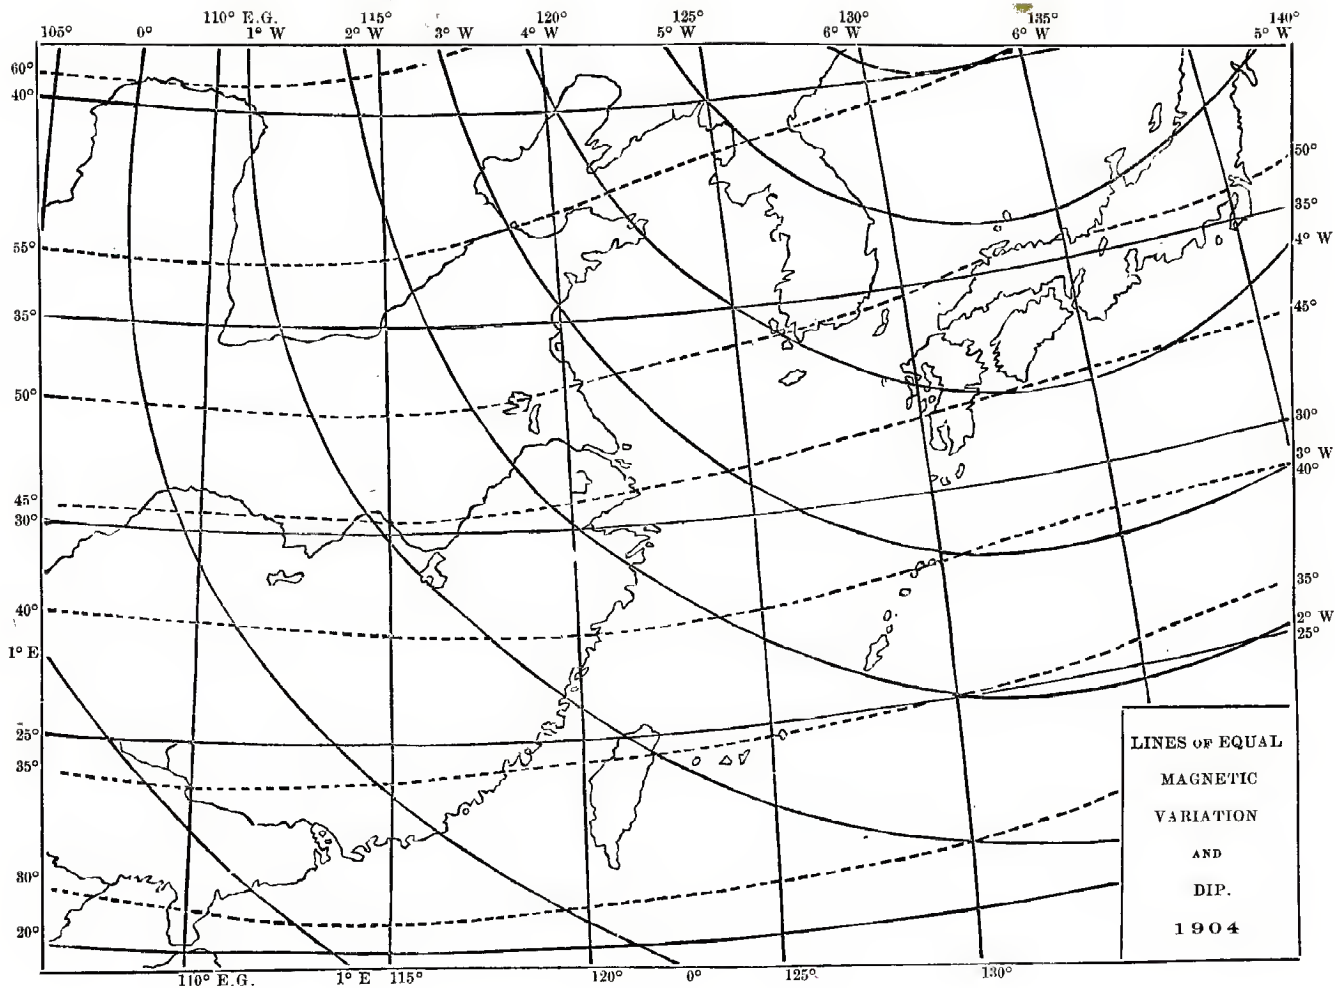 110° E.G. 115° 120° 125° 130° 135° 140°
105° 0° 1° W 2° W 3° W 4° W 5° W 6° W 6° W 5° W
60°
40°
50°
35°
55°
4° W
35°
45°
50°
30°
3° W
40°
45°
30°
35°
40°
2° W
25°
1° E
25°
35°
LINES OF EQUAL
MAGNETIC
VARIATION
AND
DIP.
1904
30°
20°
110° E.G. 1° E 115° 120° 0° 125° 130°